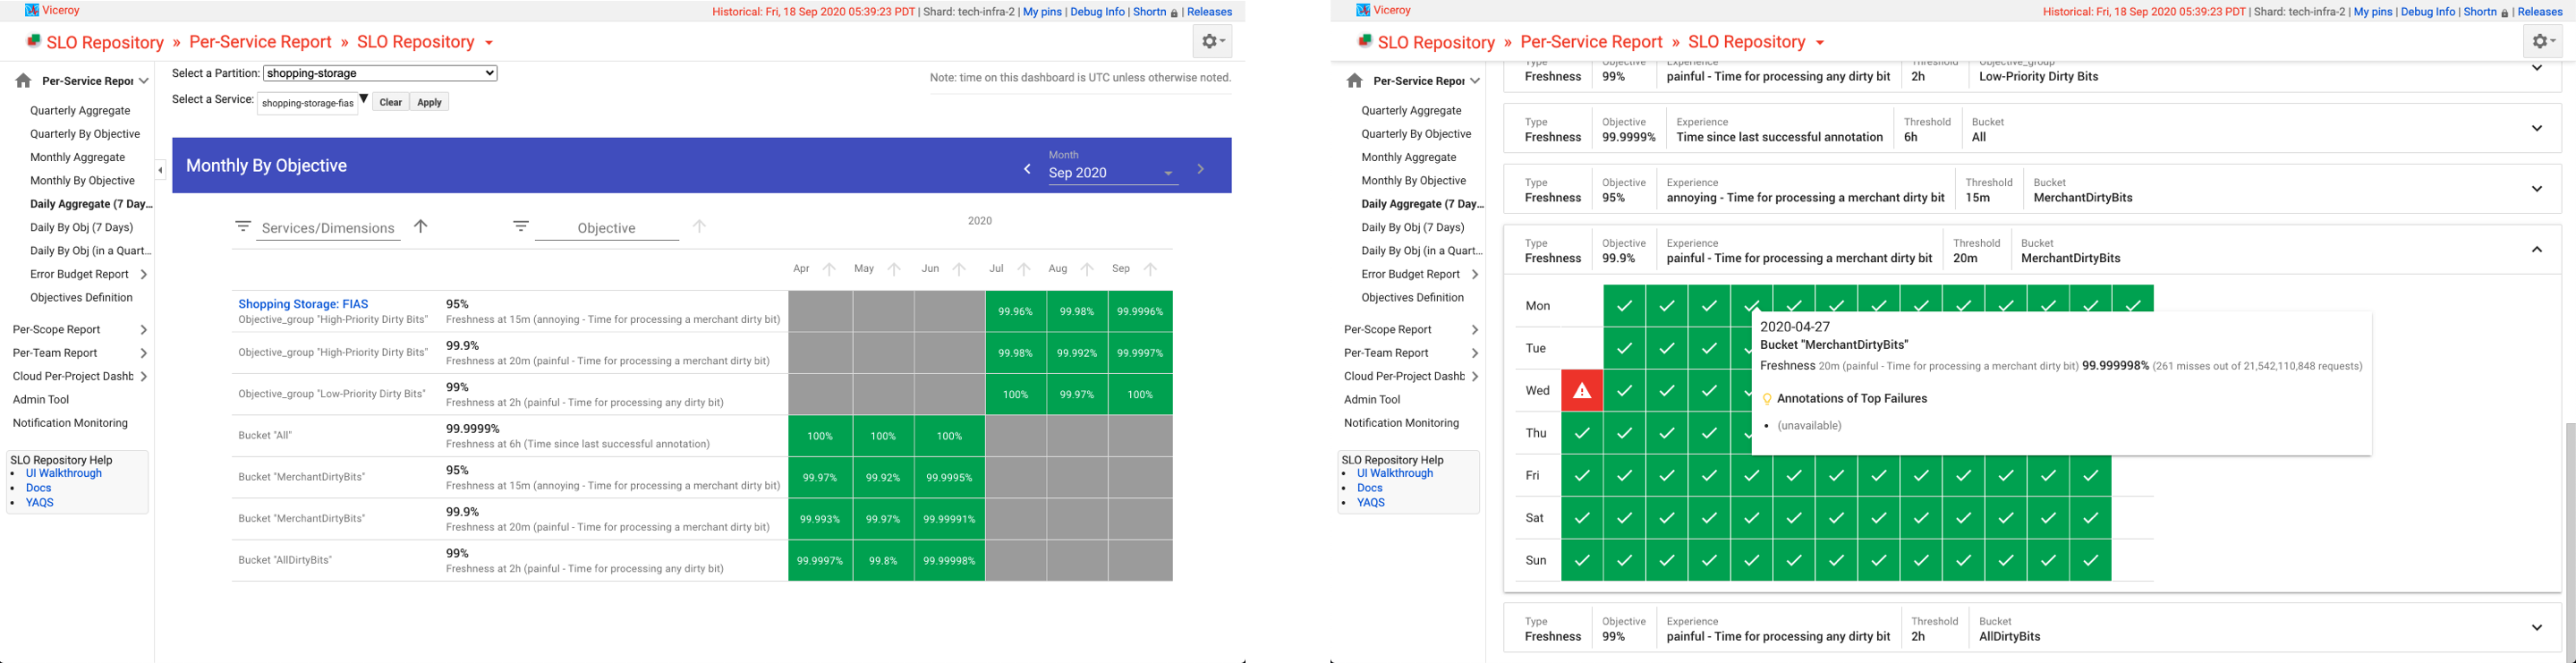 Viceroy
Historical: Fri, 18 Sep 2020 05:39:23 PDT | Shard: tech-infra-2 | My pins | Debug Info | Shortn | Releases
SLO Repository » Per-Service Report » SLO Repository
Per-Service Repor
Quarterly Aggregate
Quarterly By Objective
Monthly Aggregate
Monthly By Objective
Daily Aggregate (7 Day...
Daily By Obj (7 Days)
Daily By Obj (in a Quart...
Error Budget Report
Objectives Definition
Per-Scope Report
Per-Team Report
Cloud Per-Project Dashb
Admin Tool
Notification Monitoring
SLO Repository Help
• UI Walkthrough
• Docs
• YAQS
Select a Partition: shopping-storage
Note: time on this dashboard is UTC unless otherwise noted.
Select a Service: shopping-storage-fias Clear Apply
Monthly By Objective
Month
Sep 2020
Services/Dimensions Objective 2020
Apr May Jun Jul Aug Sep
Shopping Storage: FIAS 95%
Objective_group "High-Priority Dirty Bits" Freshness at 15m (annoying - Time for processing a merchant dirty bit) 99.96% 99.98% 99.9996%
99.9%
Objective_group "High-Priority Dirty Bits" Freshness at 20m (painful - Time for processing a merchant dirty bit) 99.98% 99.992% 99.9997%
99%
Objective_group "Low-Priority Dirty Bits" Freshness at 2h (painful - Time for processing any dirty bit) 100% 99.97% 100%
99.9999%
Bucket "All" Freshness at 6h (Time since last successful annotation) 100% 100% 100%
95%
Bucket "MerchantDirtyBits" Freshness at 15m (annoying - Time for processing a merchant dirty bit) 99.97% 99.92% 99.9995%
99.9%
Bucket "MerchantDirtyBits" Freshness at 20m (painful - Time for processing a merchant dirty bit) 99.993% 99.97% 99.99991%
99%
Bucket "AllDirtyBits" Freshness at 2h (painful - Time for processing any dirty bit) 99.9997% 99.8% 99.99998%
Viceroy
Historical: Fri, 18 Sep 2020 05:39:23 PDT | Shard: tech-infra-2 | My pins | Debug Info | Shortn | Releases
SLO Repository » Per-Service Report » SLO Repository
Per-Service Repor
Quarterly Aggregate
Quarterly By Objective
Monthly Aggregate
Monthly By Objective
Daily Aggregate (7 Day...
Daily By Obj (7 Days)
Daily By Obj (in a Quart...
Error Budget Report
Objectives Definition
Per-Scope Report
Per-Team Report
Cloud Per-Project Dashb
Admin Tool
Notification Monitoring
SLO Repository Help
• UI Walkthrough
• Docs
• YAQS
Type Objective Experience Threshold Objective_group
Freshness 99% painful - Time for processing any dirty bit 2h Low-Priority Dirty Bits
Type Objective Experience Threshold Bucket
Freshness 99.9999% Time since last successful annotation 6h All
Type Objective Experience Threshold Bucket
Freshness 95% annoying - Time for processing a merchant dirty bit 15m MerchantDirtyBits
Type Objective Experience Threshold Bucket
Freshness 99.9% painful - Time for processing a merchant dirty bit 20m MerchantDirtyBits
Mon
Tue
Wed
Thu
Fri
Sat
Sun
2020-04-27
Bucket "MerchantDirtyBits"
Freshness 20m (painful - Time for processing a merchant dirty bit) 99.999998% (261 misses out of 21,542,110,848 requests)
Annotations of Top Failures
• (unavailable)
Type Objective Experience Threshold Bucket
Freshness 99% painful - Time for processing any dirty bit 2h AllDirtyBits